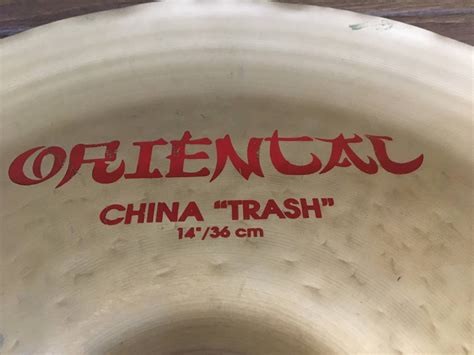 ORIENTAL
CHINA “TRASH”
14"/36 cm